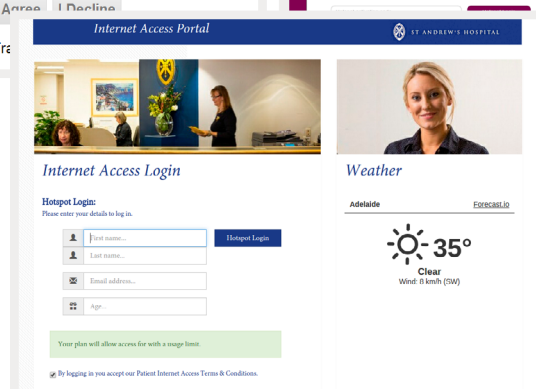 Agree I Decline
Internet Access Portal
ST ANDREW'S HOSPITAL
Internet Access Login
Weather
Hotspot Login:
Please enter your details to log in.
Adelaide Forecast.io
First name...
Hotspot Login
Last name...
Email address...
Age...
35°
Clear
Wind: 8 km/h (SW)
Your plan will allow access for with a usage limit.
By logging in you accept our Patient Internet Access Terms & Conditions.